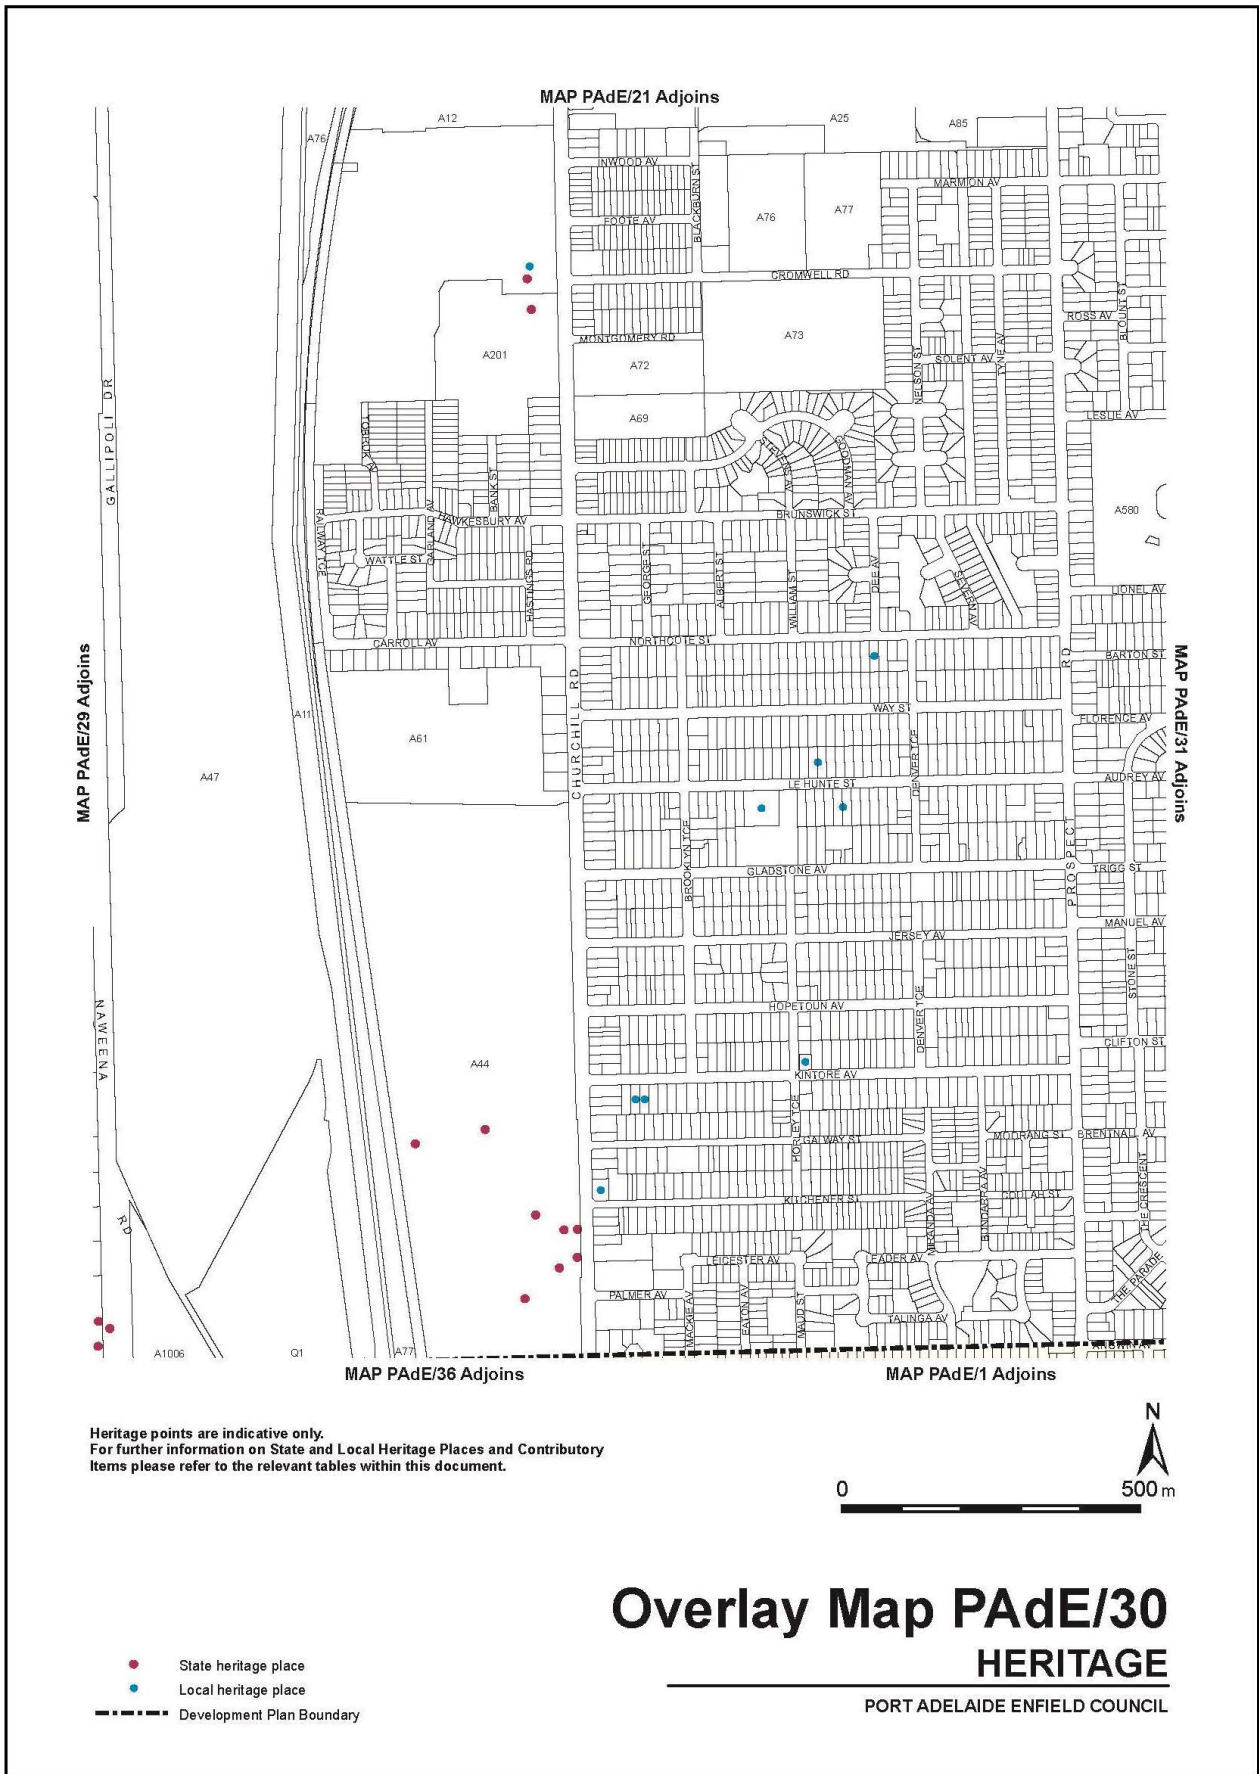 MAP PAdE/21 Adjoins
A12
A25
A85
A76
INWOOD AV
MARMION AV
BLACKBURN ST
A76
A77
FOOTE AV
CROMWELL RD
ROSS AV
BLOUNT ST
MONTGOMERY RD
A73
A201
A72
SOLENT AV
TYNE AV
NELSON ST
GALLIPOLI DR
A69
LESLIE AV
TOBRUK AV
STEVENS AV
GOODMAN AV
BANK ST
BRUNSWICK ST
A580
RAILWAY TCE
GARLAND AV
HAWKESBURY AV
WATTLE ST
HASTINGS RD
GEORGE ST
ALBERT ST
WILLIAM ST
DEE AV
SEVERN AV
LIONEL AV
CARROLL AV
NORTHCOTE ST
BARTON ST
MAP PAdE/29 Adjoins
MAP PAdE/31 Adjoins
CHURCHILL RD
PROSPECT RD
A11
WAY ST
FLORENCE AV
A61
A47
DENVER TCE
LE HUNTE ST
AUDREY AV
BROOKLYN TCE
GLADSTONE AV
TRIGG ST
MANUEL AV
JERSEY AV
STONE ST
HOPETOUN AV
DENVER TCE
NAWEENA RD
CLIFTON ST
A44
KINTORE AV
HORLEY TCE
GALWAY ST
MOORANG ST
BRENTNALL AV
KITCHENER ST
COOLAH ST
MIRANDA AV
BUNDARRA AV
THE CRESCENT
LEICESTER AV
LEADER AV
THE PARADE
PALMER AV
MACKIE AV
EATON AV
MAUD ST
TALINGA AV
A1006
Q1
A77
ANGWIN AV
MAP PAdE/36 Adjoins
MAP PAdE/1 Adjoins
Heritage points are indicative only.
For further information on State and Local Heritage Places and Contributory
Items please refer to the relevant tables within this document.
N
0
500 m
Overlay Map PAdE/30
HERITAGE
PORT ADELAIDE ENFIELD COUNCIL
State heritage place
Local heritage place
Development Plan Boundary